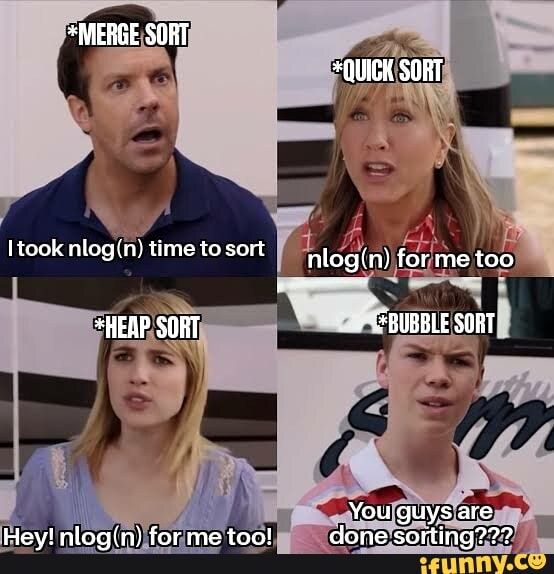 *MERGE SORT
I took nlog(n) time to sort
*QUICK SORT
nlog(n) for me too
*HEAP SORT
Hey! nlog(n) for me too!
*BUBBLE SORT
You guys are
done sorting???
ifunny.co